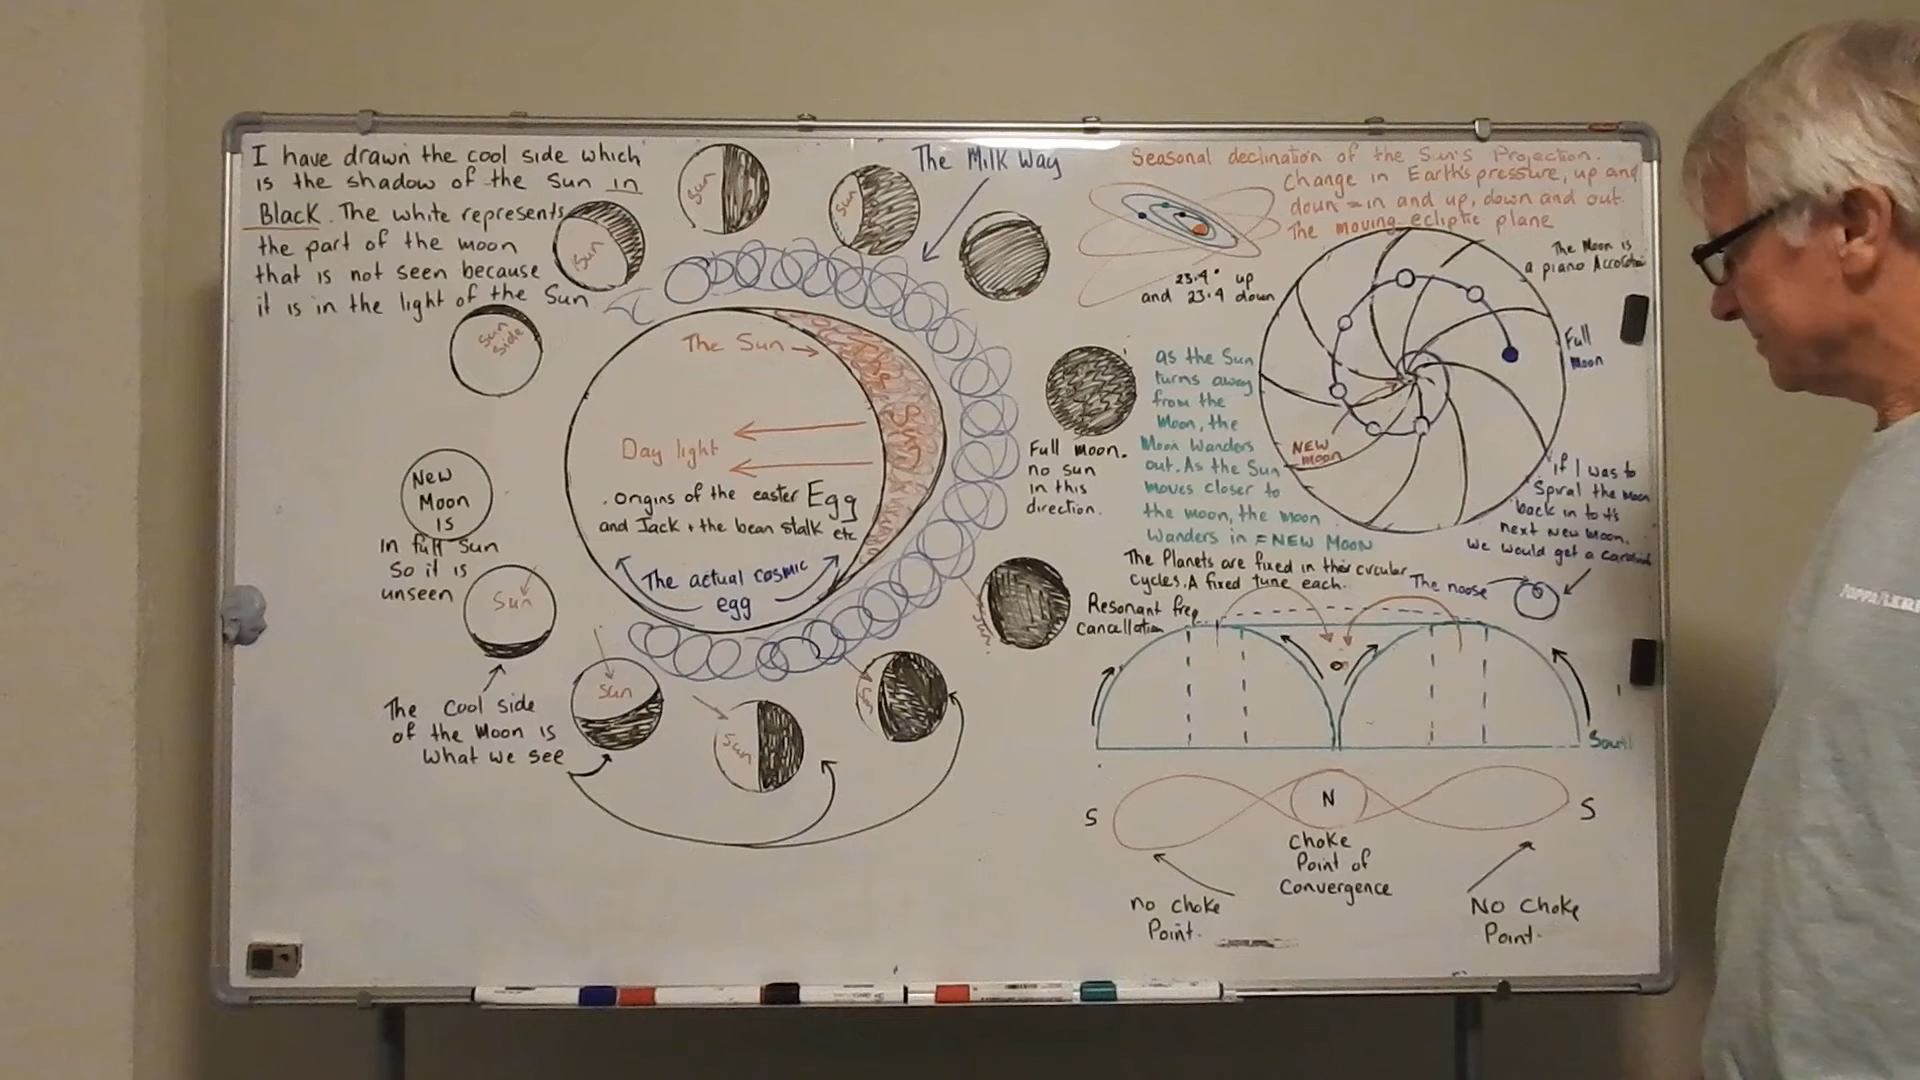 I have drawn the cool side which
is the shadow of the Sun in
Black. The white represents
the part of the moon
that is not seen because
it is in the light of the Sun
Sun
Sun
Sun
Sun
side
New
Moon
is
In full Sun
So it is
unseen
Sun
The cool side
of the Moon is
what we see
Sun
Sun
Sun
Sun
The Milk Way
The Sun
Day light
. origins of the easter Egg
and Jack + the bean stalk etc
The actual cosmic
egg
The Sun
Full moon.
no sun
in this
direction.
Seasonal declination of the Sun's Projection.
Change in Earth's pressure, up and
down = in and up, down and out.
The moving ecliptic plane
23.4° up
and 23.4 down
The Moon is
a piano
Full
Moon
NEW
moon
as the Sun
turns away
from the
Moon, the
Moon Wanders
out. As the Sun
moves closer to
the moon, the moon
Wanders in = NEW MOON
if I was to
Spiral the moon
back in to it's
next New Moon.
We would get a cardioid
The Planets are fixed in their circular
cycles. A fixed tune each.
The noose
Resonant freq
Cancellation
South
S
N
S
Choke
Point of
Convergence
no choke
Point.
No Choke
Point.